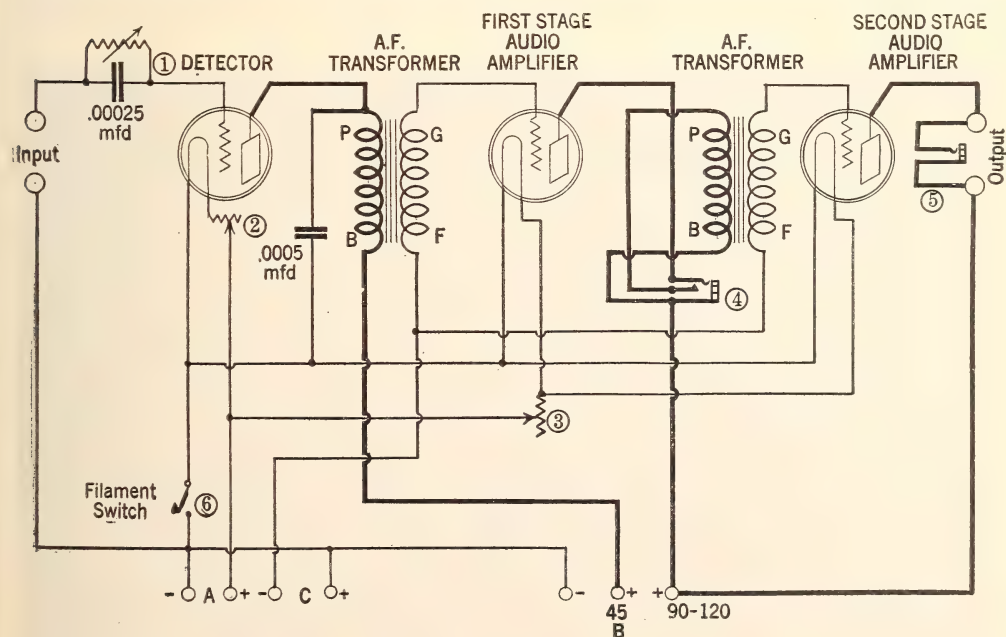 ① DETECTOR
.00025
mfd
Input
A.F.
TRANSFORMER
FIRST STAGE
AUDIO
AMPLIFIER
A.F.
TRANSFORMER
SECOND STAGE
AUDIO
AMPLIFIER
P
G
P
G
②
B
F
B
F
.0005
mfd
④
⑤
Output
③
Filament
Switch
⑥
- A + - C + - + + 
45 90-120
B